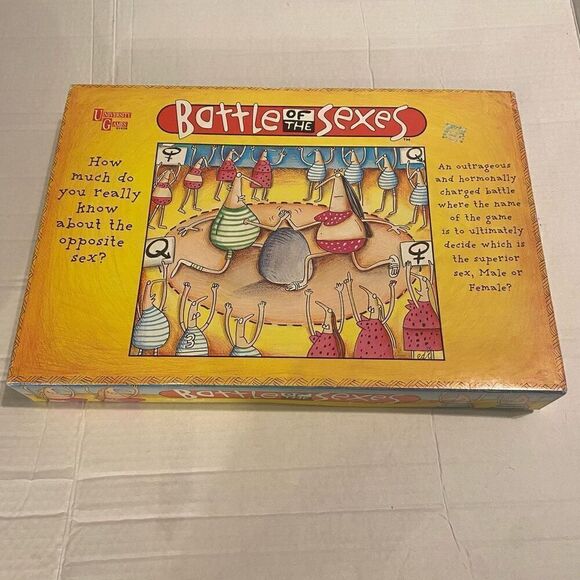 UNIVERSITY
GAMES
Battle OF THE Sexes™
How
much do
you really
know
about the
opposite
sex?
An outrageous
and hormonally
charged battle
where the name
of the game
is to ultimately
decide which is
the superior
sex, Male or
Female?
3
Battle OF THE Sexes